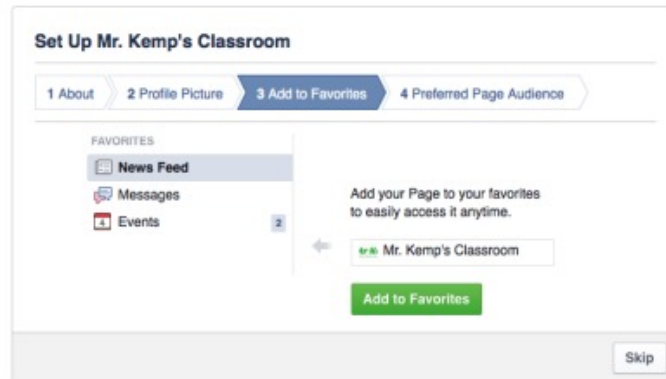 Set Up Mr. Kemp's Classroom
1 About 2 Profile Picture 3 Add to Favorites 4 Preferred Page Audience
FAVORITES
News Feed
Messages
4 Events 2
Add your Page to your favorites
to easily access it anytime.
Mr. Kemp's Classroom
Add to Favorites
Skip